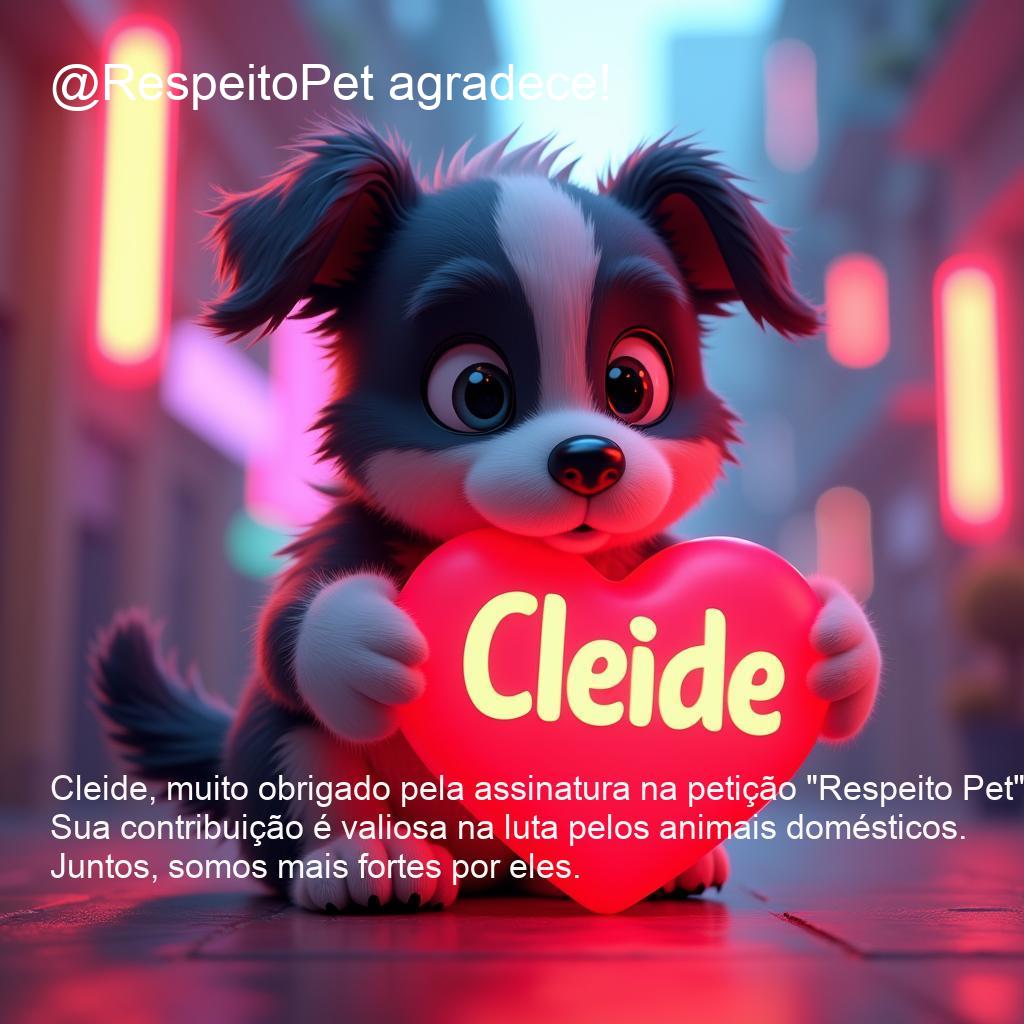 @RespeitoPet agradece!
Cleide
Cleide, muito obrigado pela assinatura na petição "Respeito Pet"
Sua contribuição é valiosa na luta pelos animais domésticos.
Juntos, somos mais fortes por eles.